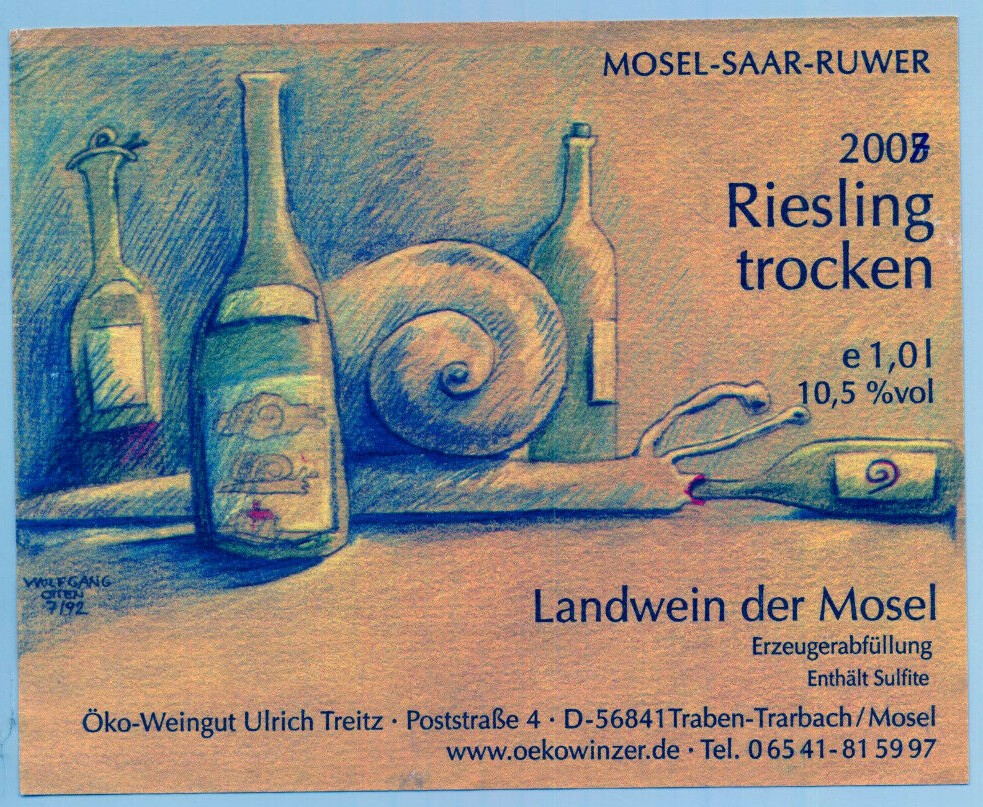 MOSEL-SAAR-RUWER
Riesling
trocken
e 1,0 l
10,5 %vol
WOLFGANG
OTTEN
7/92
Landwein der Mosel
Erzeugerabfüllung
Enthält Sulfite
Öko-Weingut Ulrich Treitz · Poststraße 4 · D-56841 Traben-Trarbach / Mosel
www.oekowinzer.de · Tel. 0 65 41- 81 59 97